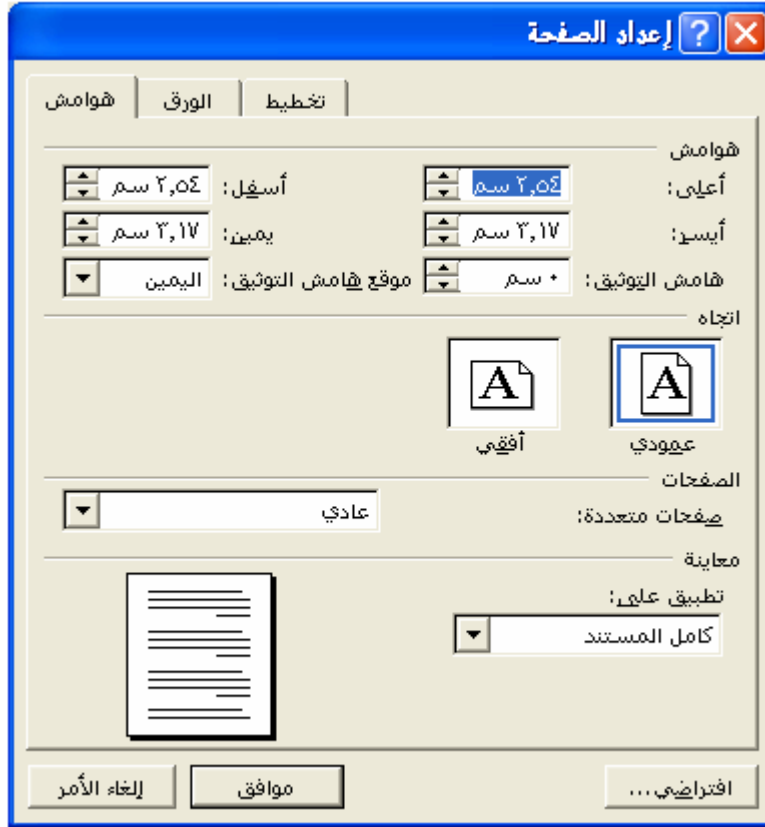 إعداد الصفحة
هوامش الورق تخطيط
هوامش
أعلى: ٢,٥٤ سم أسفل: ٢,٥٤ سم
أيسر: ٣,١٧ سم يمين: ٣,١٧ سم
هامش التوثيق: ٠ سم موقع هامش التوثيق: اليمين
اتجاه
A A
عمودي أفقي
الصفحات
صفحات متعددة: عادي
معاينة
تطبيق على:
كامل المستند
افتراضي... موافق إلغاء الأمر